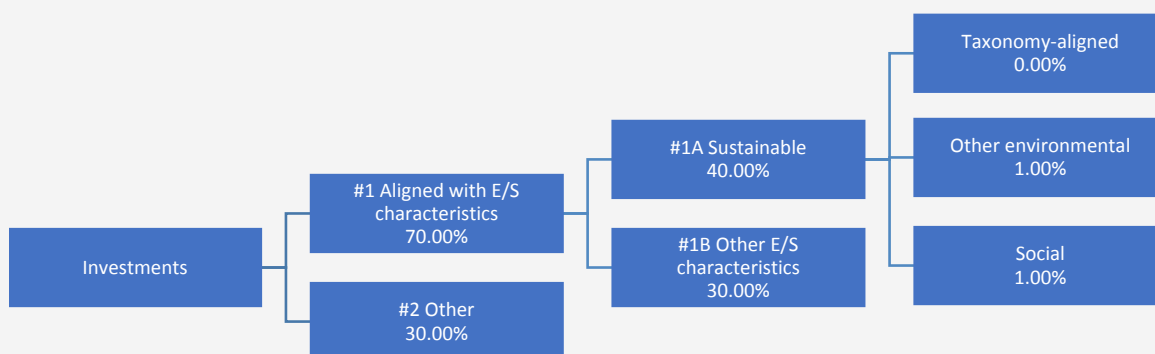 Investments
#1 Aligned with E/S
characteristics
70.00%
#2 Other
30.00%
#1A Sustainable
40.00%
#1B Other E/S
characteristics
30.00%
Taxonomy-aligned
0.00%
Other environmental
1.00%
Social
1.00%